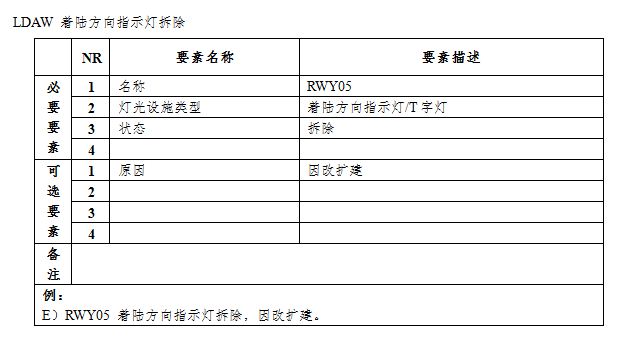 LDAW 着陆方向指示灯拆除
NR 要素名称 要素描述
必要要素
1 名称 RWY05
2 灯光设施类型 着陆方向指示灯/T 字灯
3 状态 拆除
4
可选要素
1 原因 因改扩建
2
3
4
备注
例：
E）RWY05 着陆方向指示灯拆除，因改扩建。